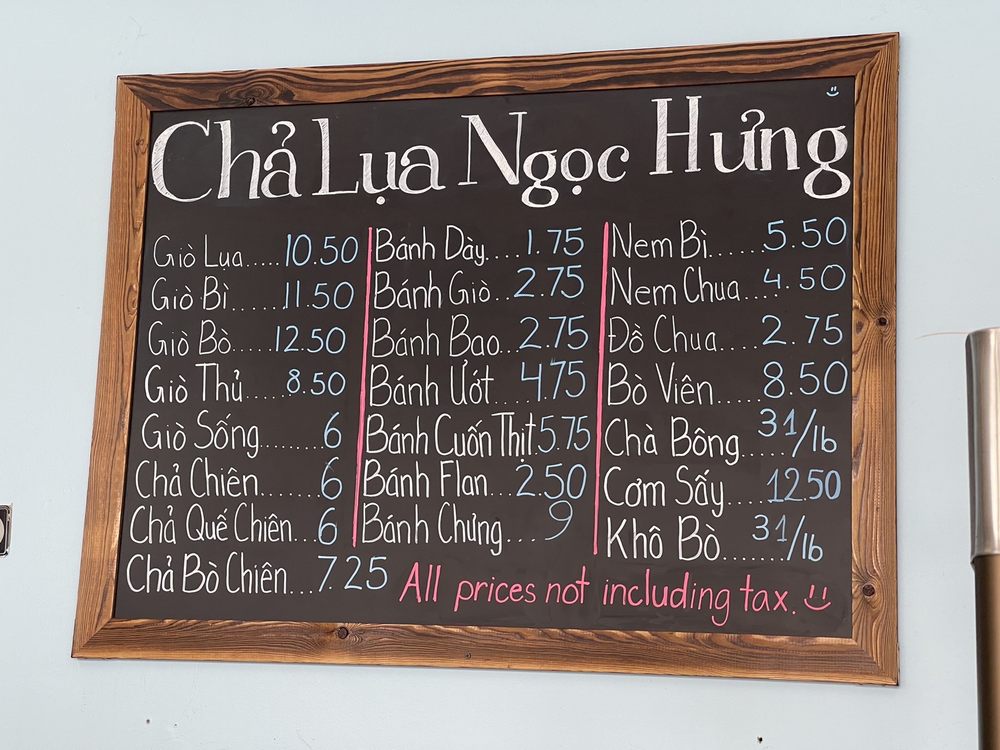 Chả Lụa Ngọc Hưng
Giò Lụa.....10.50
Giò Bì......11.50
Giò Bò.....12.50
Giò Thủ.....8.50
Giò Sống.......6
Chả Chiên.......6
Chả Quế Chiên..6
Chả Bò Chiên...7.25
Bánh Dày....1.75
Bánh Giò...2.75
Bánh Bao...2.75
Bánh Ướt...4.75
Bánh Cuốn Thịt.5.75
Bánh Flan...2.50
Bánh Chưng....9
Nem Bì......5.50
Nem Chua....4.50
Đồ Chua....2.75
Bò Viên.....8.50
Chà Bông.....31/lb
Cơm Sấy....12.50
Khô Bò.......31/lb
All prices not including tax.